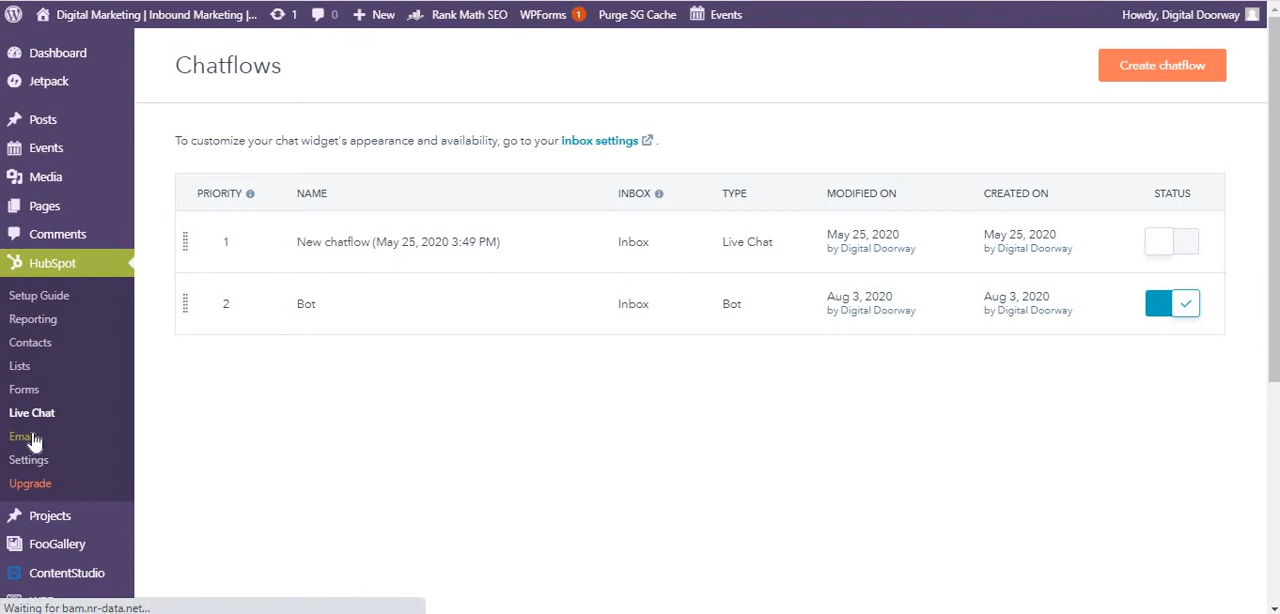 Digital Marketing | Inbound Marketing |...
1
0
New
Rank Math SEO
WPForms 1
Purge SG Cache
Events
Howdy, Digital Doorway
Dashboard
Jetpack
Posts
Events
Media
Pages
Comments
HubSpot
Setup Guide
Reporting
Contacts
Lists
Forms
Live Chat
Settings
Upgrade
Projects
FooGallery
ContentStudio
Chatflows
Create chatflow
To customize your chat widget's appearance and availability, go to your inbox settings .
PRIORITY NAME INBOX TYPE MODIFIED ON CREATED ON STATUS
1 New chatflow (May 25, 2020 3:49 PM) Inbox Live Chat May 25, 2020 May 25, 2020
by Digital Doorway by Digital Doorway
2 Bot Inbox Bot Aug 3, 2020 Aug 3, 2020
by Digital Doorway by Digital Doorway
Waiting for bam.nr-data.net...